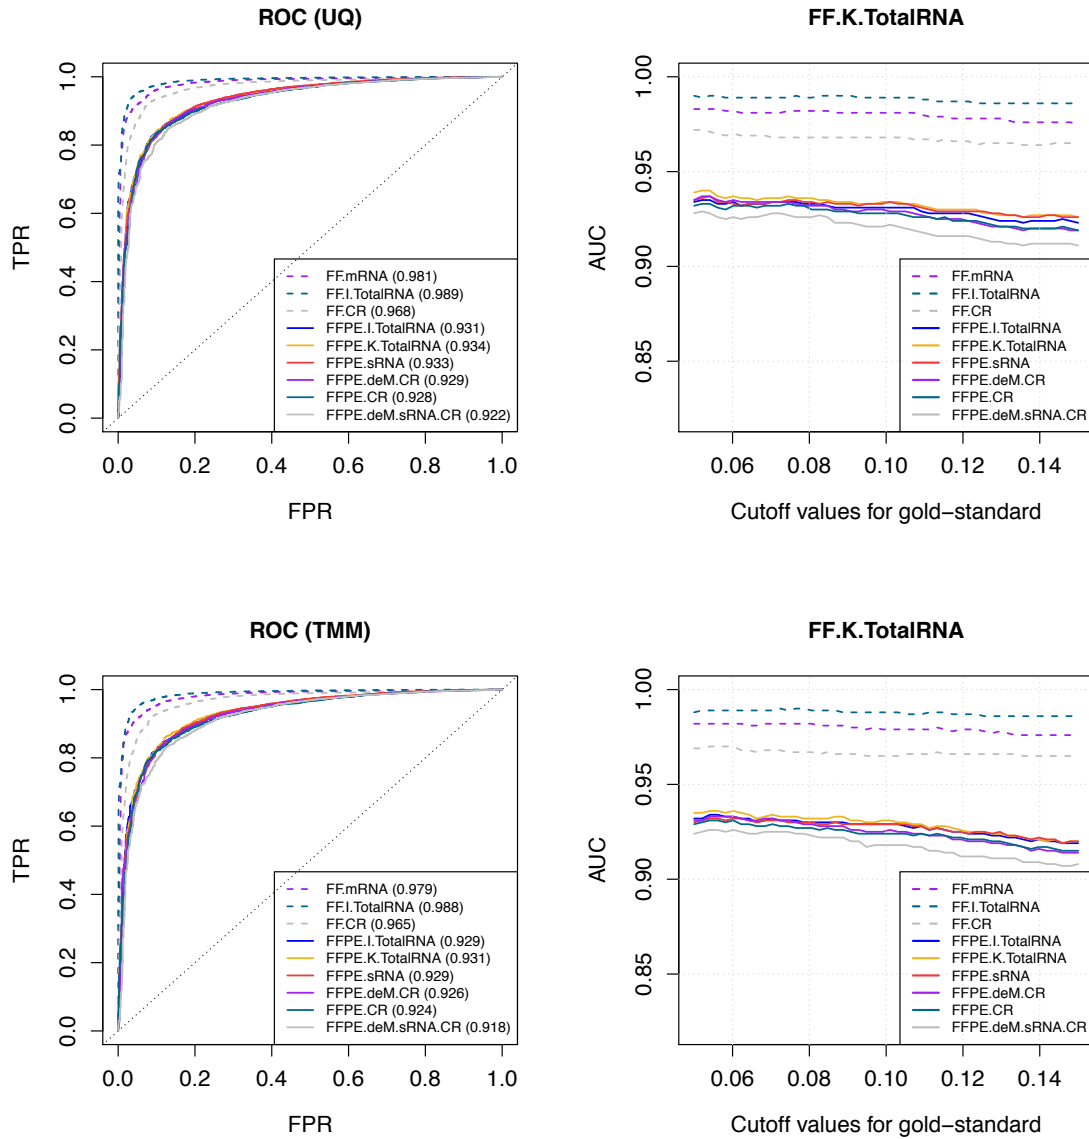 ROC (UQ)
TPR
1.0
0.8
0.6
0.4
0.2
0.0
FF.mRNA (0.981)
FF.I.TotalRNA (0.989)
FF.CR (0.968)
FFPE.I.TotalRNA (0.931)
FFPE.K.TotalRNA (0.934)
FFPE.sRNA (0.933)
FFPE.deM.CR (0.929)
FFPE.CR (0.928)
FFPE.deM.sRNA.CR (0.922)
0.0 0.2 0.4 0.6 0.8 1.0
FPR
FF.K.TotalRNA
AUC
1.00
0.95
0.90
0.85
FF.mRNA
FF.I.TotalRNA
FF.CR
FFPE.I.TotalRNA
FFPE.K.TotalRNA
FFPE.sRNA
FFPE.deM.CR
FFPE.CR
FFPE.deM.sRNA.CR
0.06 0.08 0.10 0.12 0.14
Cutoff values for gold−standard
ROC (TMM)
TPR
1.0
0.8
0.6
0.4
0.2
0.0
FF.mRNA (0.979)
FF.I.TotalRNA (0.988)
FF.CR (0.965)
FFPE.I.TotalRNA (0.929)
FFPE.K.TotalRNA (0.931)
FFPE.sRNA (0.929)
FFPE.deM.CR (0.926)
FFPE.CR (0.924)
FFPE.deM.sRNA.CR (0.918)
0.0 0.2 0.4 0.6 0.8 1.0
FPR
FF.K.TotalRNA
AUC
1.00
0.95
0.90
0.85
FF.mRNA
FF.I.TotalRNA
FF.CR
FFPE.I.TotalRNA
FFPE.K.TotalRNA
FFPE.sRNA
FFPE.deM.CR
FFPE.CR
FFPE.deM.sRNA.CR
0.06 0.08 0.10 0.12 0.14
Cutoff values for gold−standard